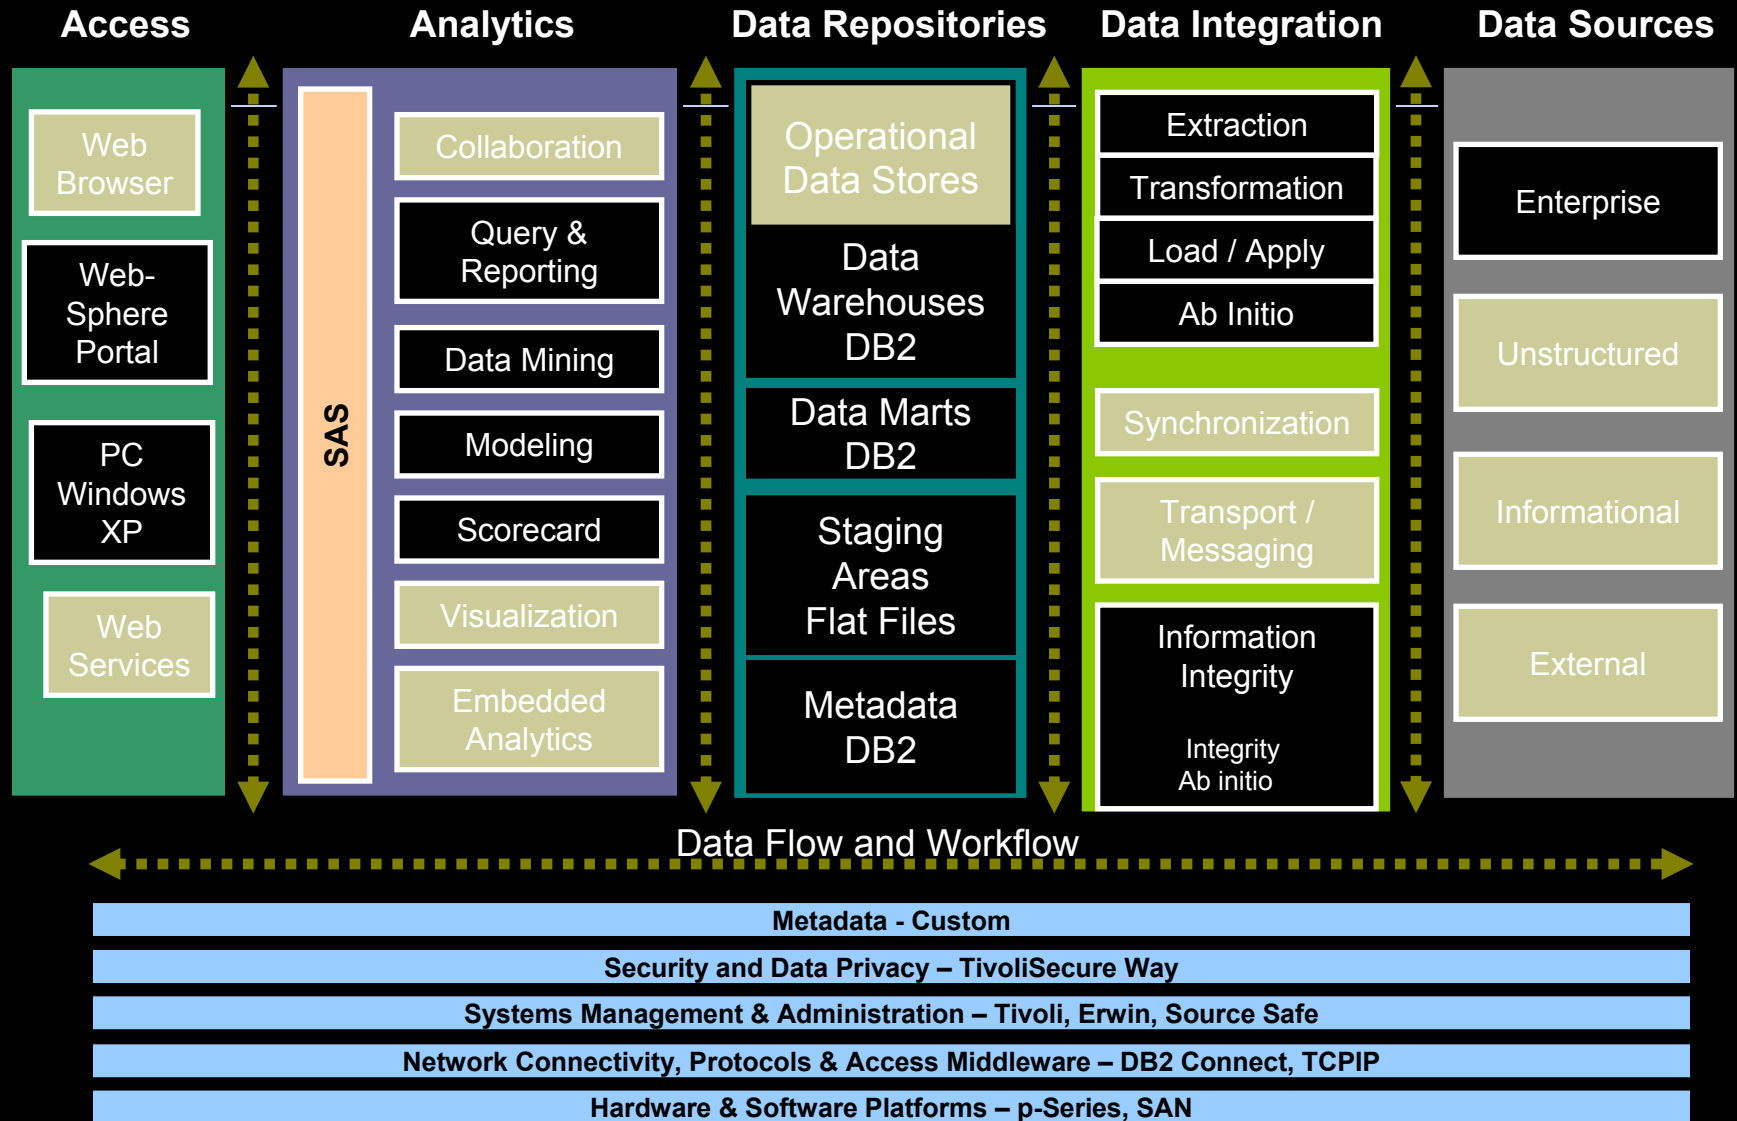 Access
Analytics
Data Repositories
Data Integration
Data Sources
Web
Browser
Web-
Sphere
Portal
PC
Windows
XP
Web
Services
SAS
Collaboration
Query &
Reporting
Data Mining
Modeling
Scorecard
Visualization
Embedded
Analytics
Operational
Data Stores
Data
Warehouses
DB2
Data Marts
DB2
Staging
Areas
Flat Files
Metadata
DB2
Extraction
Transformation
Load / Apply
Ab Initio
Synchronization
Transport /
Messaging
Information
Integrity
Integrity
Ab initio
Enterprise
Unstructured
Informational
External
Data Flow and Workflow
Metadata - Custom
Security and Data Privacy – TivoliSecure Way
Systems Management & Administration – Tivoli, Erwin, Source Safe
Network Connectivity, Protocols & Access Middleware – DB2 Connect, TCPIP
Hardware & Software Platforms – p-Series, SAN